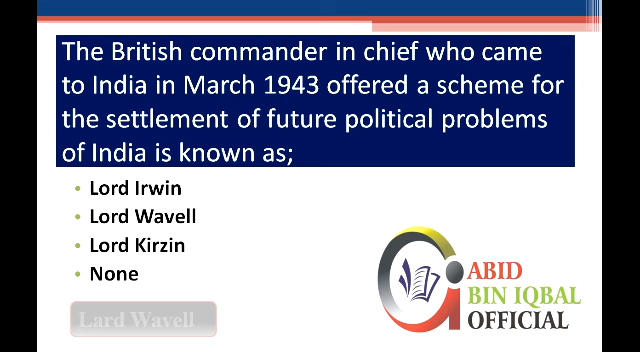 The British commander in chief who came
to India in March 1943 offered a scheme for
the settlement of future political problems
of India is known as;
• Lord Irwin
• Lord Wavell
• Lord Kirzin
• None
ABID
BIN IQBAL
OFFICIAL
Lard Wavell